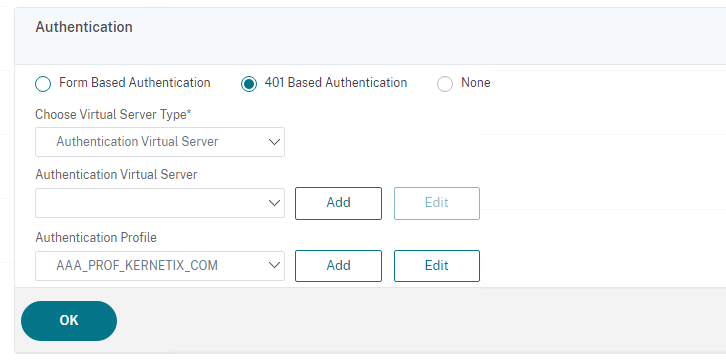 Authentication
Form Based Authentication 401 Based Authentication None
Choose Virtual Server Type*
Authentication Virtual Server
Authentication Virtual Server
Add Edit
Authentication Profile
AAA_PROF_KERNETIX_COM Add Edit
OK